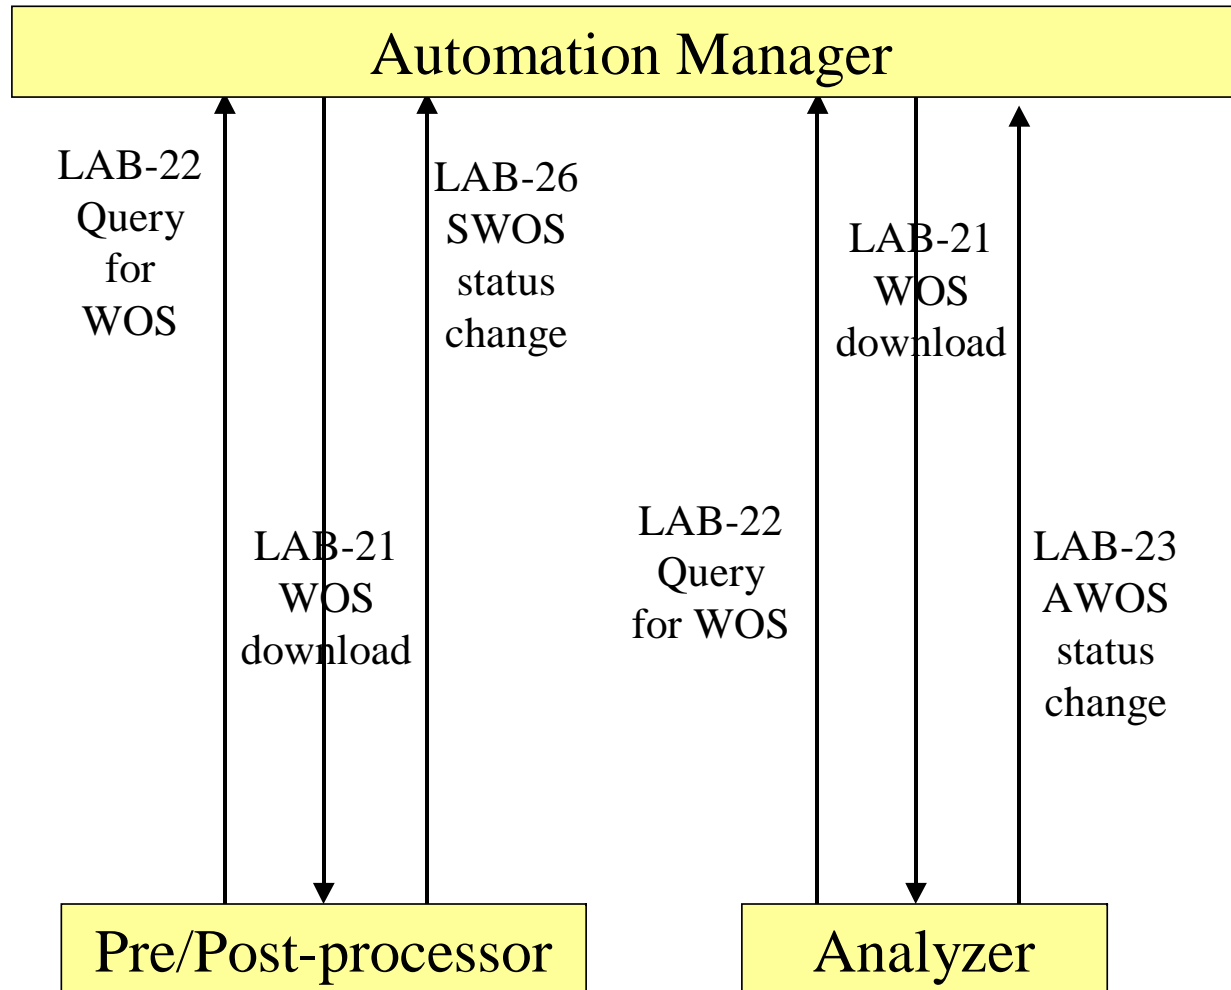 Automation Manager
LAB-22
Query
for
WOS
LAB-26
SWOS
status
change
LAB-21
WOS
download
LAB-21
WOS
download
LAB-22
Query
for WOS
LAB-23
AWOS
status
change
Pre/Post-processor
Analyzer